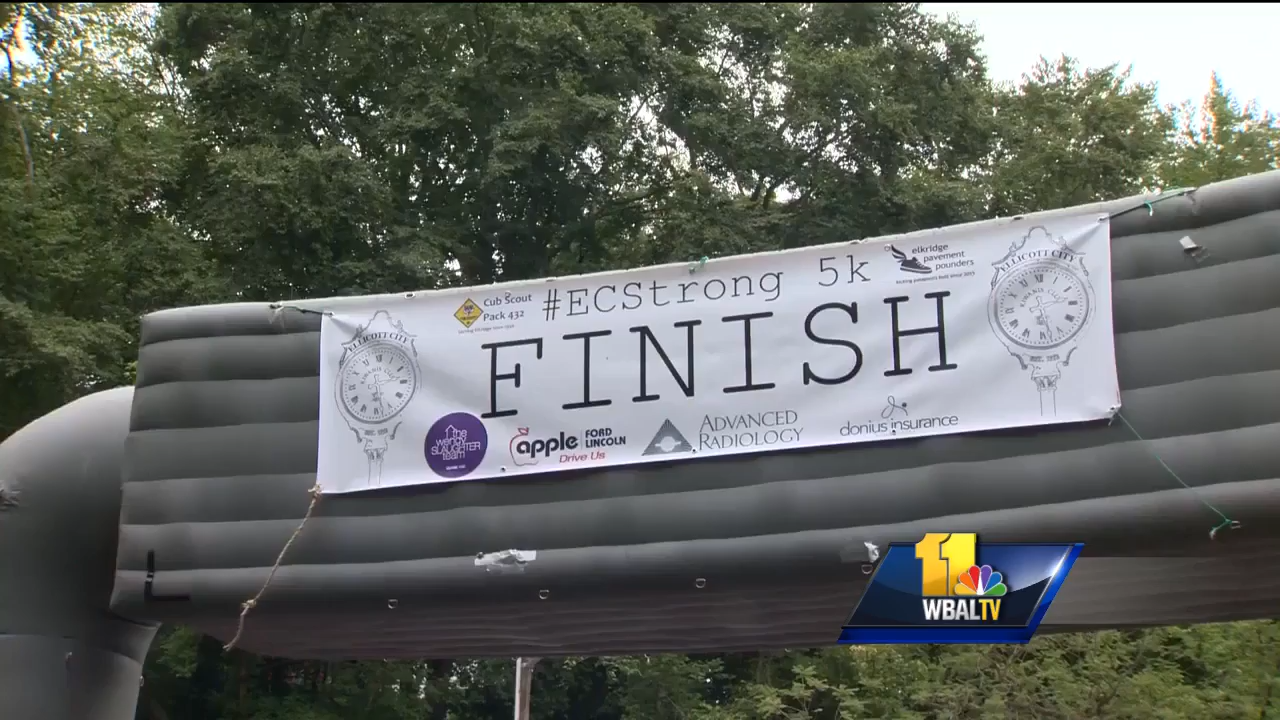 #ECStrong 5k
FINISH
Cub Scout
Pack 432
elkridge
pavement
pounders
ELLICOTT CITY
ELLICOTT CITY
the
wendy
SLAUGHTER
team
apple
FORD
LINCOLN
Drive Us
ADVANCED
RADIOLOGY
donius insurance
11
WBALTV